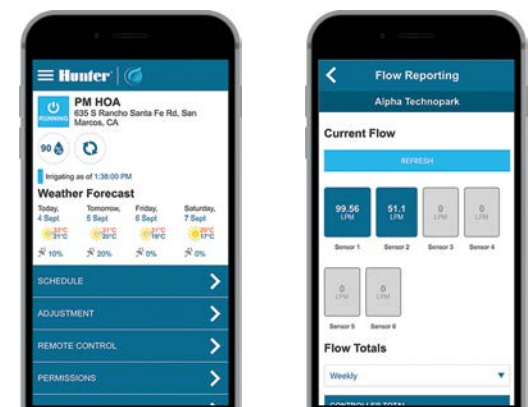 Hunter
RUNNING
PM HOA
635 S Rancho Santa Fe Rd, San
Marcos, CA
90
Irrigating as of 1:38:00 PM
Weather Forecast
Today, Tomorrow, Friday, Saturday,
4 Sept 5 Sept 6 Sept 7 Sept
21°C 20°C 19°C 17°C
10% 20% 0% 0%
SCHEDULE
ADJUSTMENT
REMOTE CONTROL
PERMISSIONS
Flow Reporting
Alpha Technopark
Current Flow
REFRESH
99.56 51.1 0 0
LPM LPM LPM LPM
Sensor 1 Sensor 2 Sensor 3 Sensor 4
0 0
LPM LPM
Sensor 5 Sensor 6
Flow Totals
Weekly
CONTROLLER TOTAL